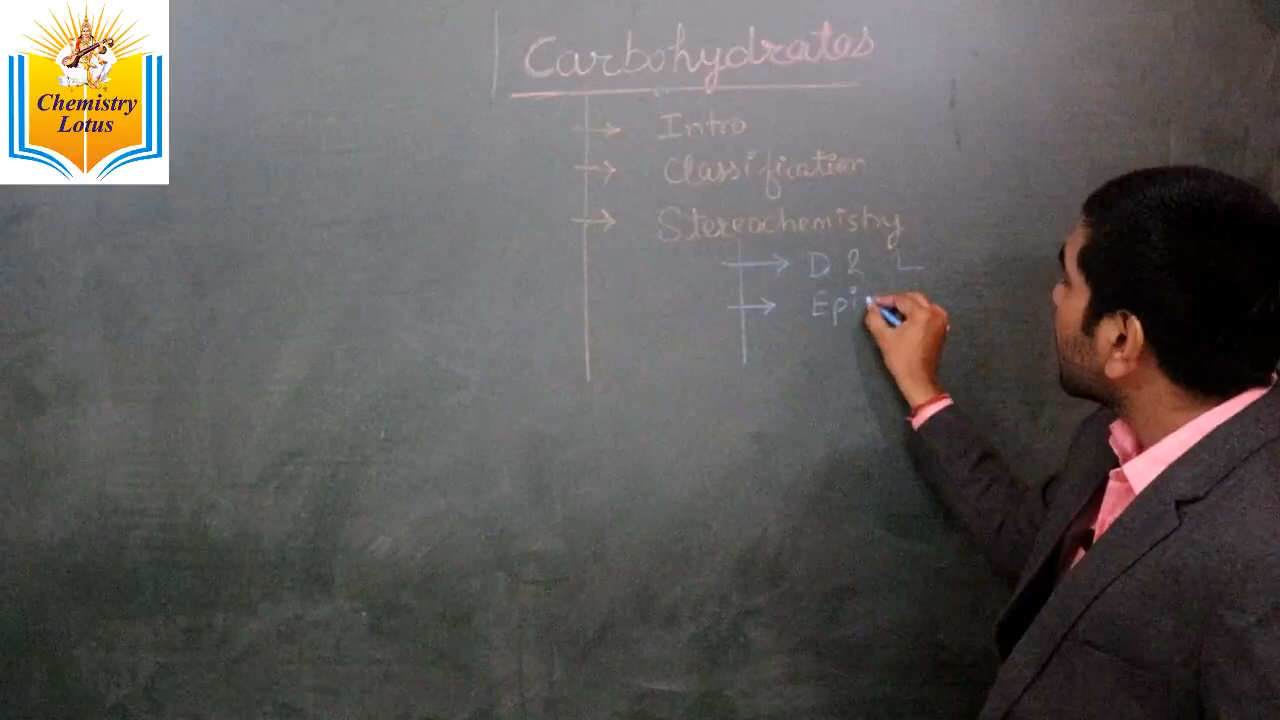 Chemistry
Lotus
Carbohydrates
Intro
Classification
Stereochemistry
D & L
Epi